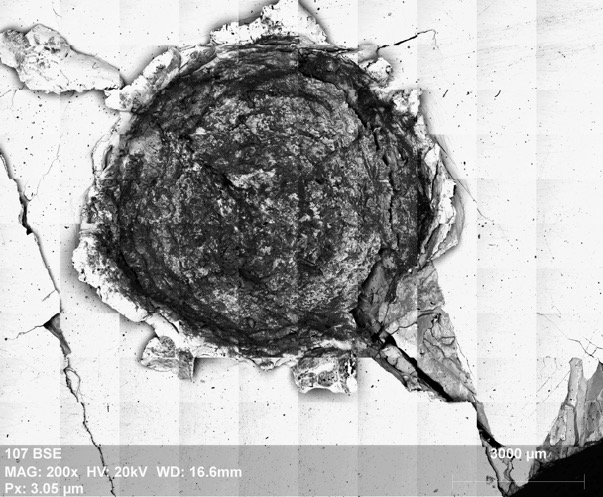 107 BSE
3000 µm
MAG: 200x HV: 20kV WD: 16.6mm
Px: 3.05 µm